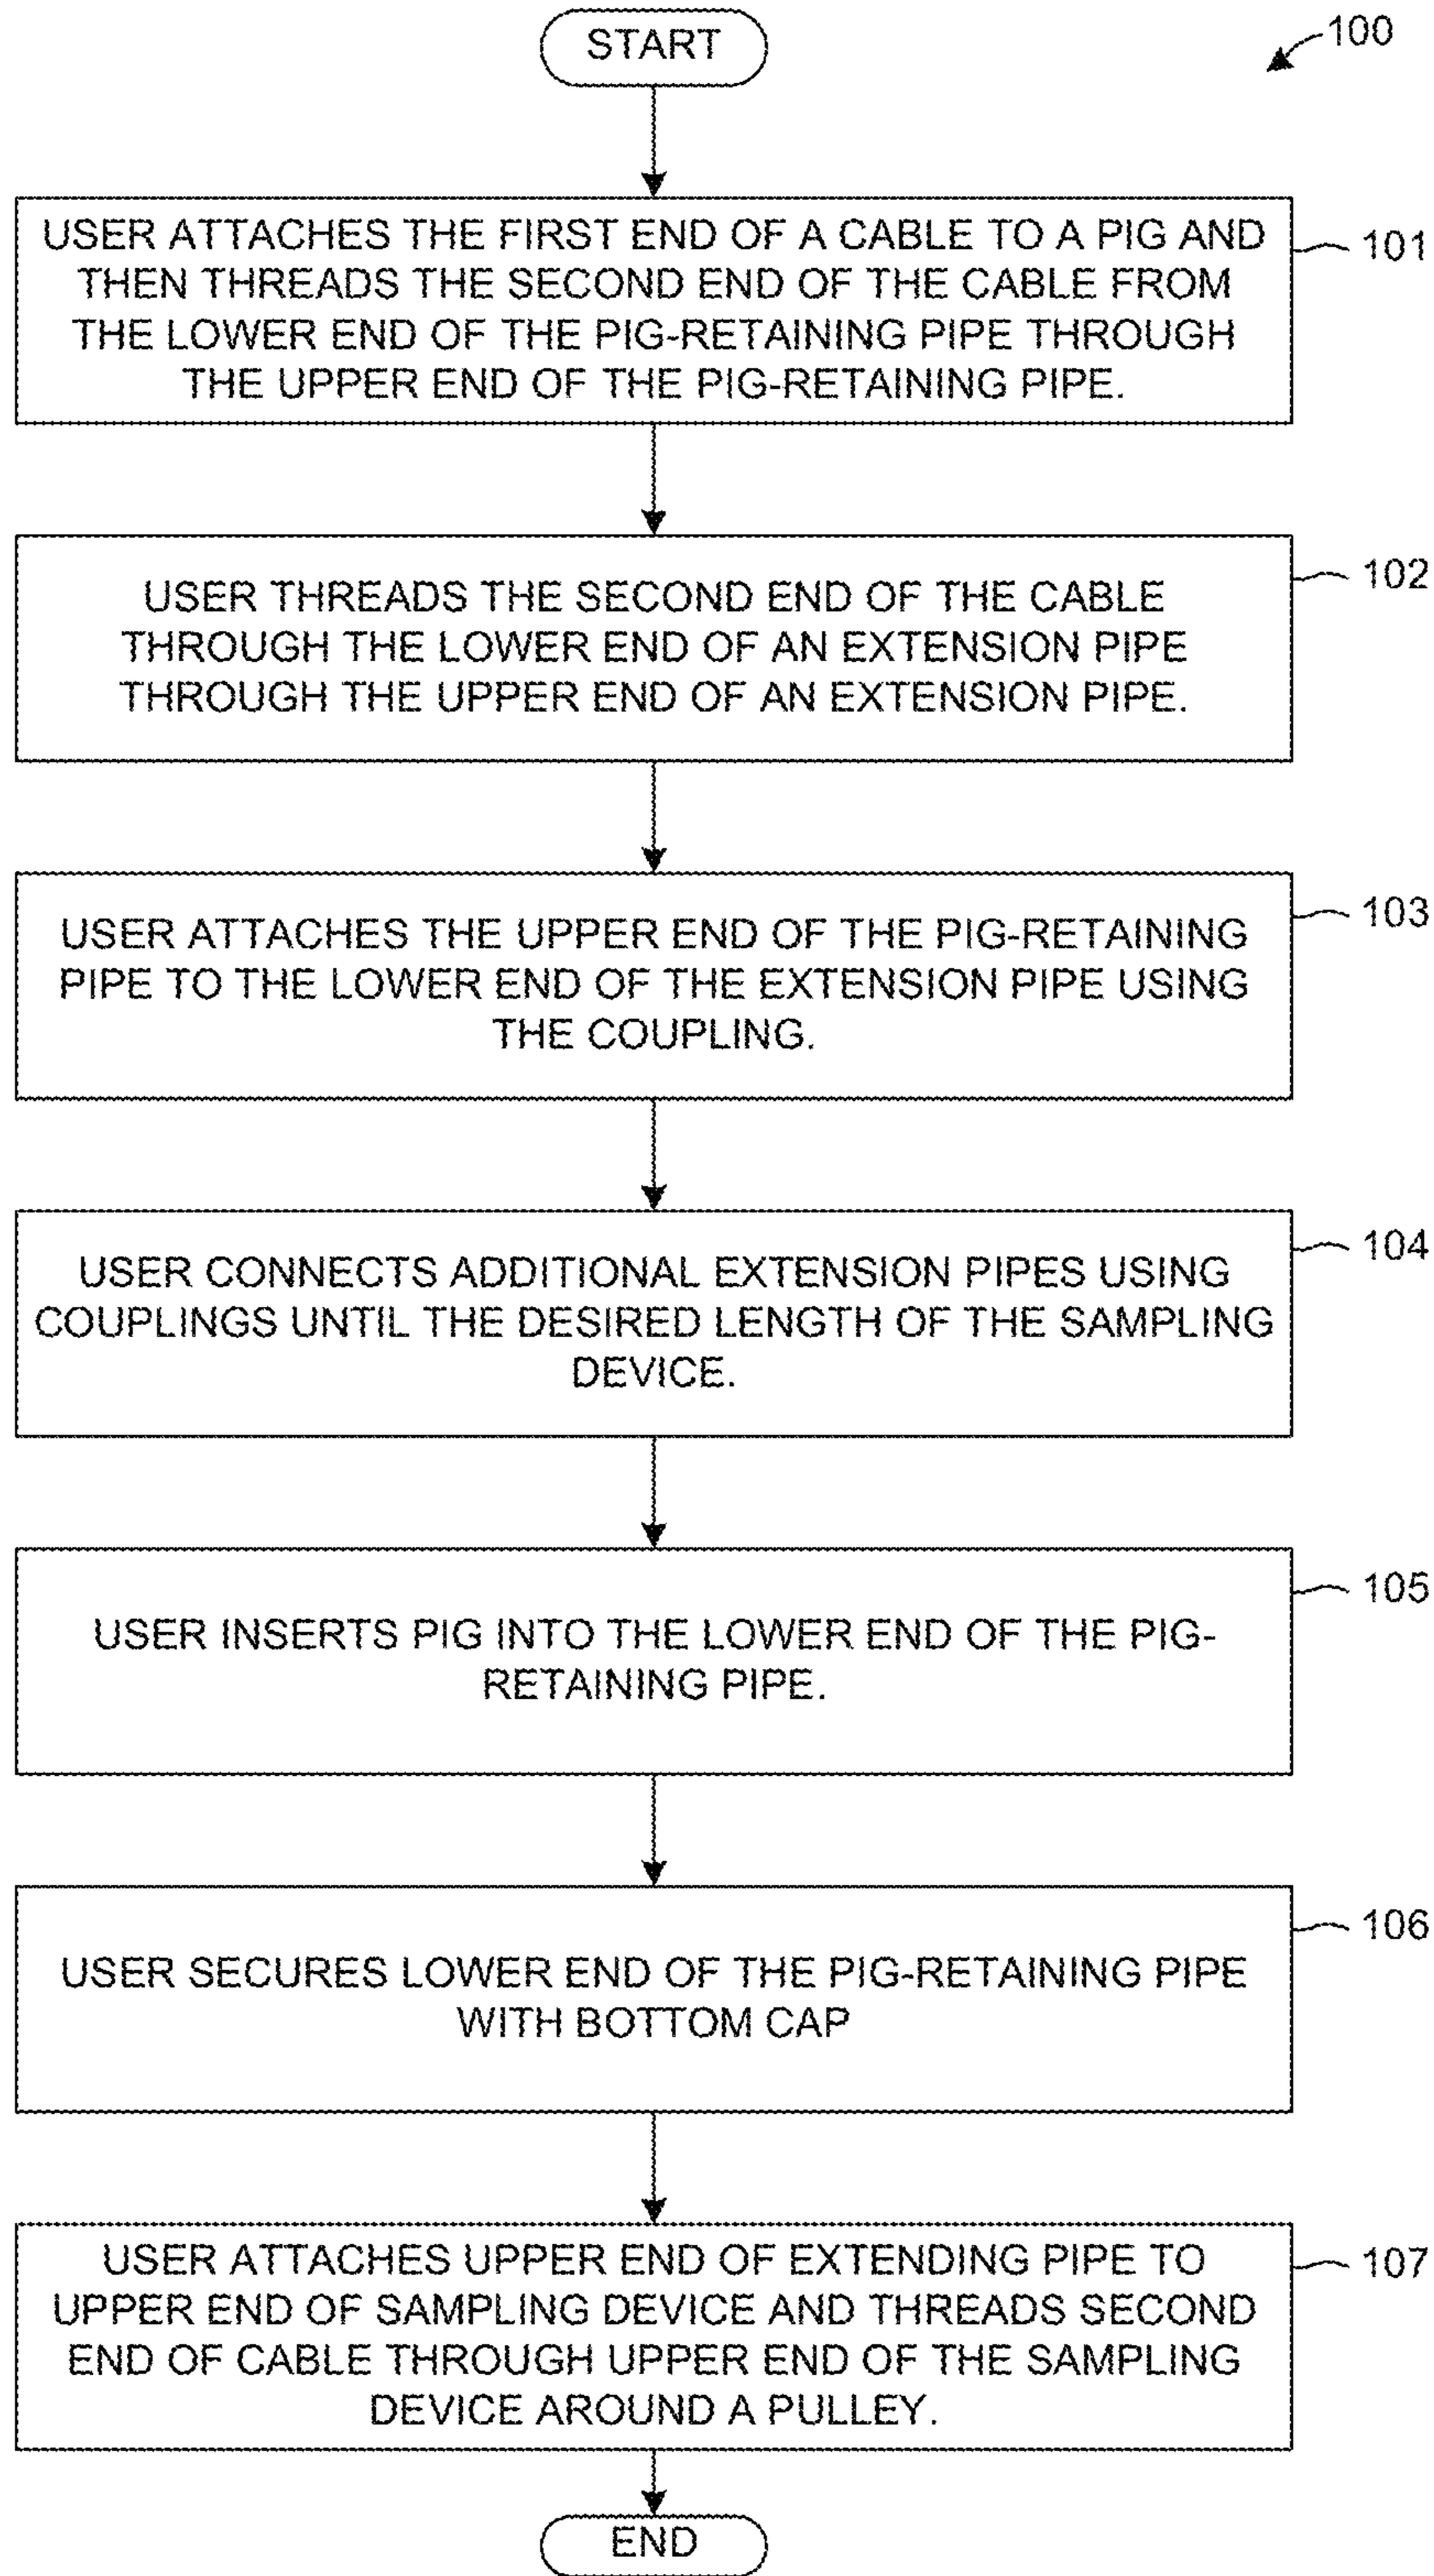 START
100
USER ATTACHES THE FIRST END OF A CABLE TO A PIG AND
THEN THREADS THE SECOND END OF THE CABLE FROM
THE LOWER END OF THE PIG-RETAINING PIPE THROUGH
THE UPPER END OF THE PIG-RETAINING PIPE.
101
USER THREADS THE SECOND END OF THE CABLE
THROUGH THE LOWER END OF AN EXTENSION PIPE
THROUGH THE UPPER END OF AN EXTENSION PIPE.
102
USER ATTACHES THE UPPER END OF THE PIG-RETAINING
PIPE TO THE LOWER END OF THE EXTENSION PIPE USING
THE COUPLING.
103
USER CONNECTS ADDITIONAL EXTENSION PIPES USING
COUPLINGS UNTIL THE DESIRED LENGTH OF THE SAMPLING
DEVICE.
104
USER INSERTS PIG INTO THE LOWER END OF THE PIG-
RETAINING PIPE.
105
USER SECURES LOWER END OF THE PIG-RETAINING PIPE
WITH BOTTOM CAP
106
USER ATTACHES UPPER END OF EXTENDING PIPE TO
UPPER END OF SAMPLING DEVICE AND THREADS SECOND
END OF CABLE THROUGH UPPER END OF THE SAMPLING
DEVICE AROUND A PULLEY.
107
END